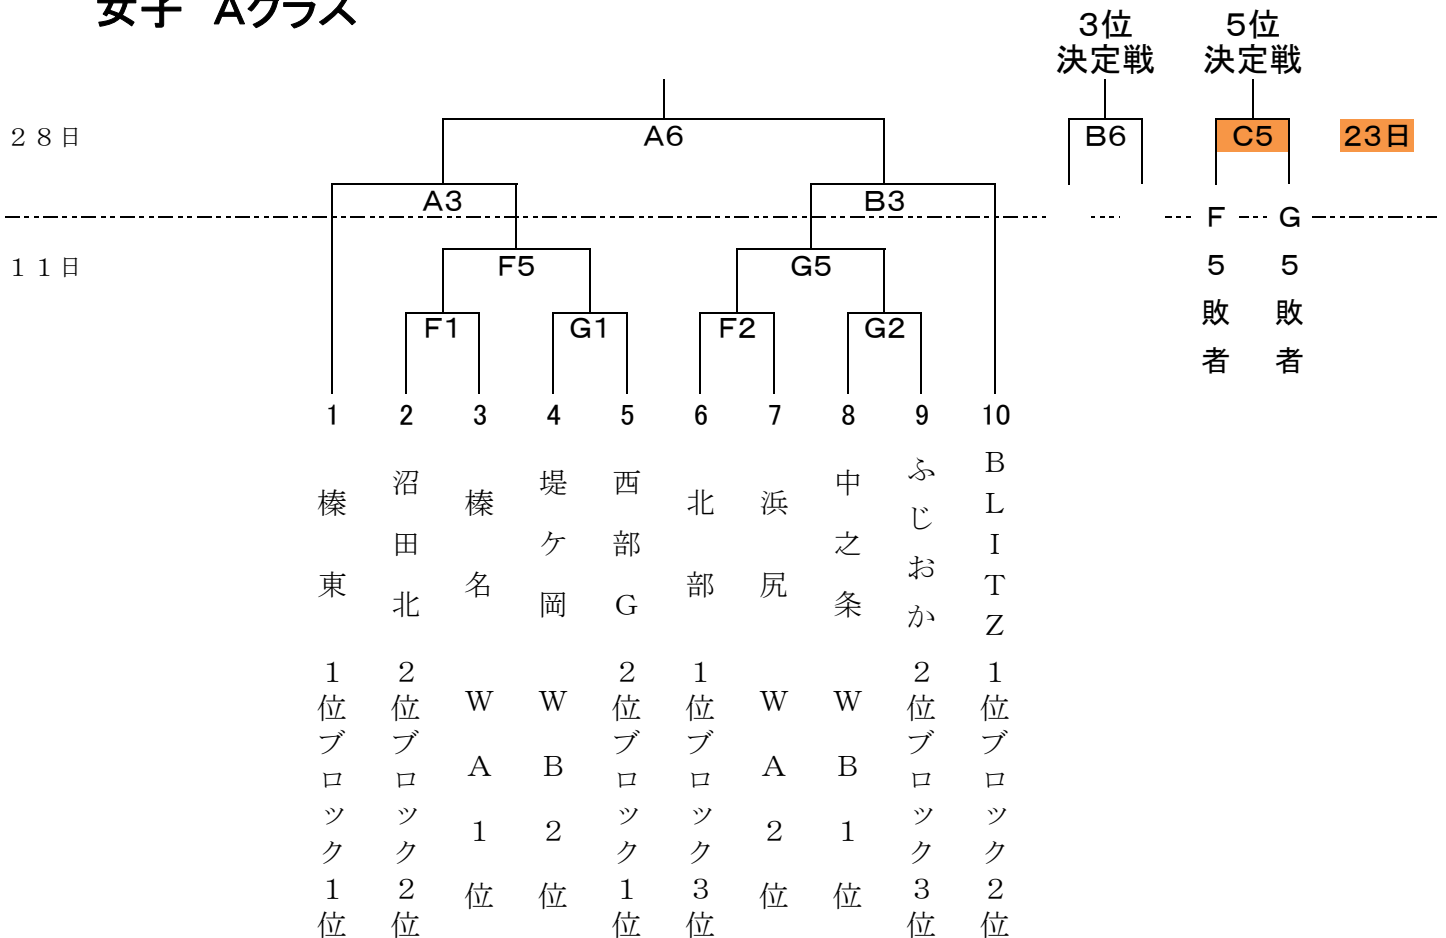 女子 Aクラス
3位
決定戦
5位
決定戦
28日
A6
B6
C5
23日
A3
B3
F5敗者
G5敗者
11日
F5
G5
F1
G1
F2
G2
1
2
3
4
5
6
7
8
9
10
榛東
沼田北
榛名
堤ケ岡
西部G
北部
浜尻
中之条
ふじおか
BLITZ
1位ブロック1位
2位ブロック2位
WA1位
WB2位
2位ブロック1位
1位ブロック3位
WA2位
WB1位
2位ブロック3位
1位ブロック2位